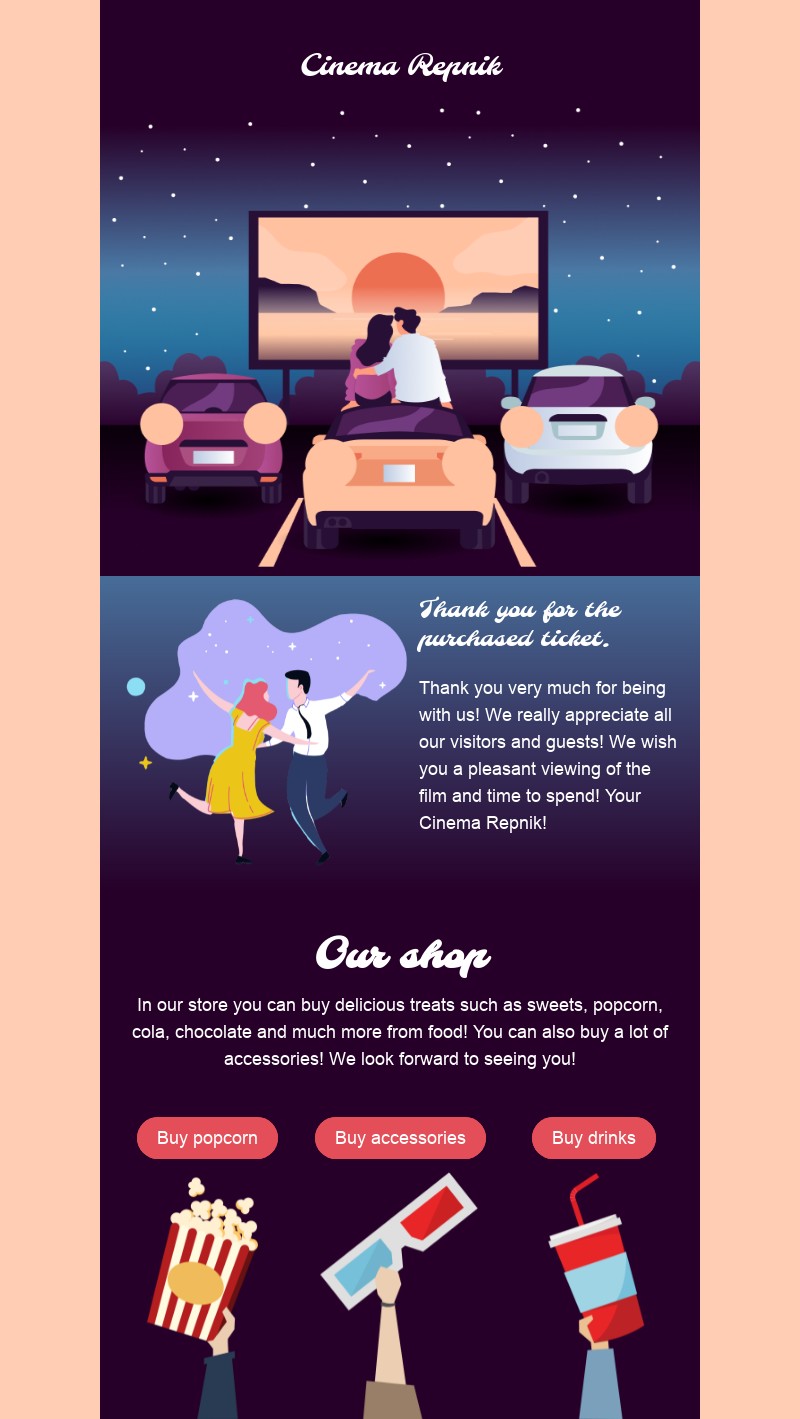 Cinema Repnik
Thank you for the
purchased ticket.
Thank you very much for being
with us! We really appreciate all
our visitors and guests! We wish
you a pleasant viewing of the
film and time to spend! Your
Cinema Repnik!
Our shop
In our store you can buy delicious treats such as sweets, popcorn,
cola, chocolate and much more from food! You can also buy a lot of
accessories! We look forward to seeing you!
Buy popcorn
Buy accessories
Buy drinks